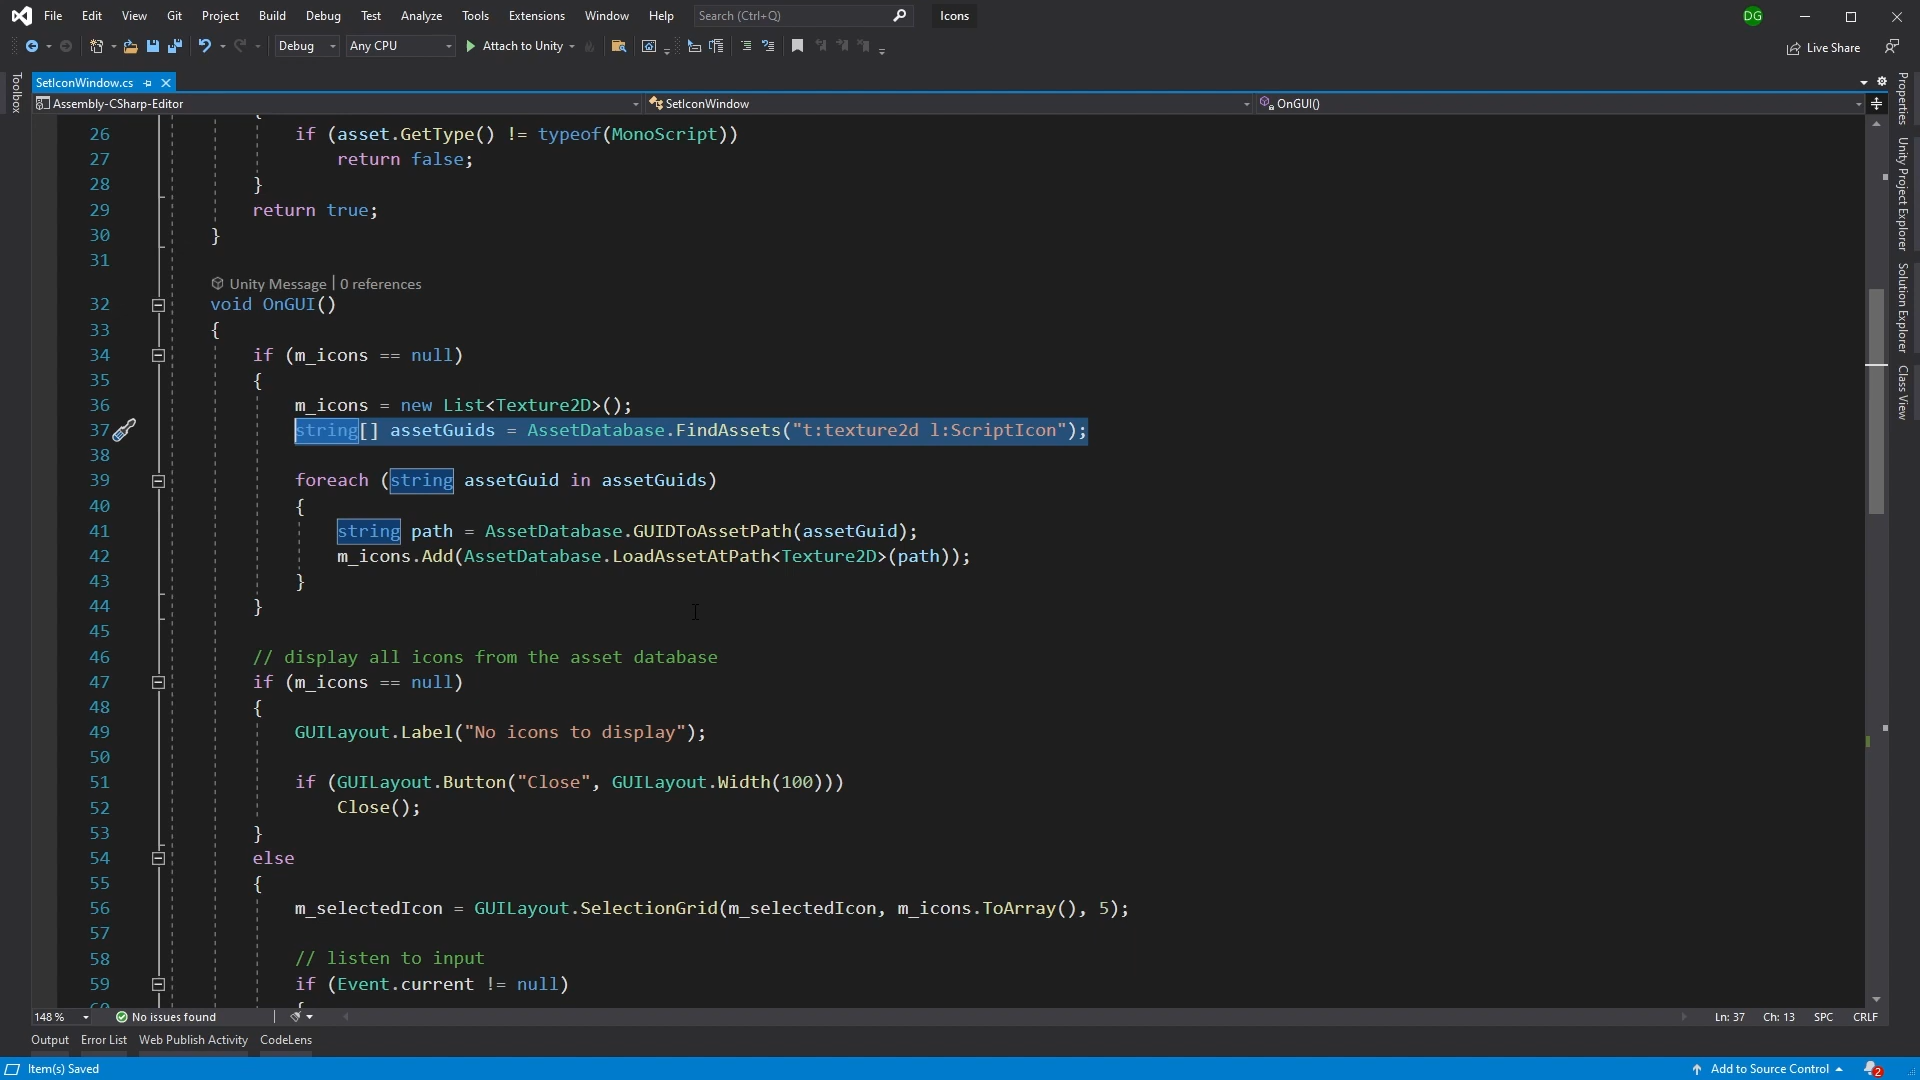 File Edit View Git Project Build Debug Test Analyze Tools Extensions Window Help Search (Ctrl+Q) Icons DG
Debug Any CPU Attach to Unity Live Share
Toolbox
SetIconWindow.cs
Assembly-CSharp-Editor SetIconWindow OnGUI()
26 if (asset.GetType() != typeof(MonoScript))
27 return false;
28 }
29 return true;
30 }
31
Unity Message | 0 references
32 void OnGUI()
33 {
34 if (m_icons == null)
35 {
36 m_icons = new List<Texture2D>();
37 string[] assetGuids = AssetDatabase.FindAssets("t:texture2d l:ScriptIcon");
38
39 foreach (string assetGuid in assetGuids)
40 {
41 string path = AssetDatabase.GUIDToAssetPath(assetGuid);
42 m_icons.Add(AssetDatabase.LoadAssetAtPath<Texture2D>(path));
43 }
44 }
45
46 // display all icons from the asset database
47 if (m_icons == null)
48 {
49 GUILayout.Label("No icons to display");
50
51 if (GUILayout.Button("Close", GUILayout.Width(100)))
52 Close();
53 }
54 else
55 {
56 m_selectedIcon = GUILayout.SelectionGrid(m_selectedIcon, m_icons.ToArray(), 5);
57
58 // listen to input
59 if (Event.current != null)
60 {
Properties
Unity Project Explorer
Solution Explorer
Class View
148 % No issues found Ln: 37 Ch: 13 SPC CRLF
Output Error List Web Publish Activity CodeLens
Item(s) Saved Add to Source Control 2